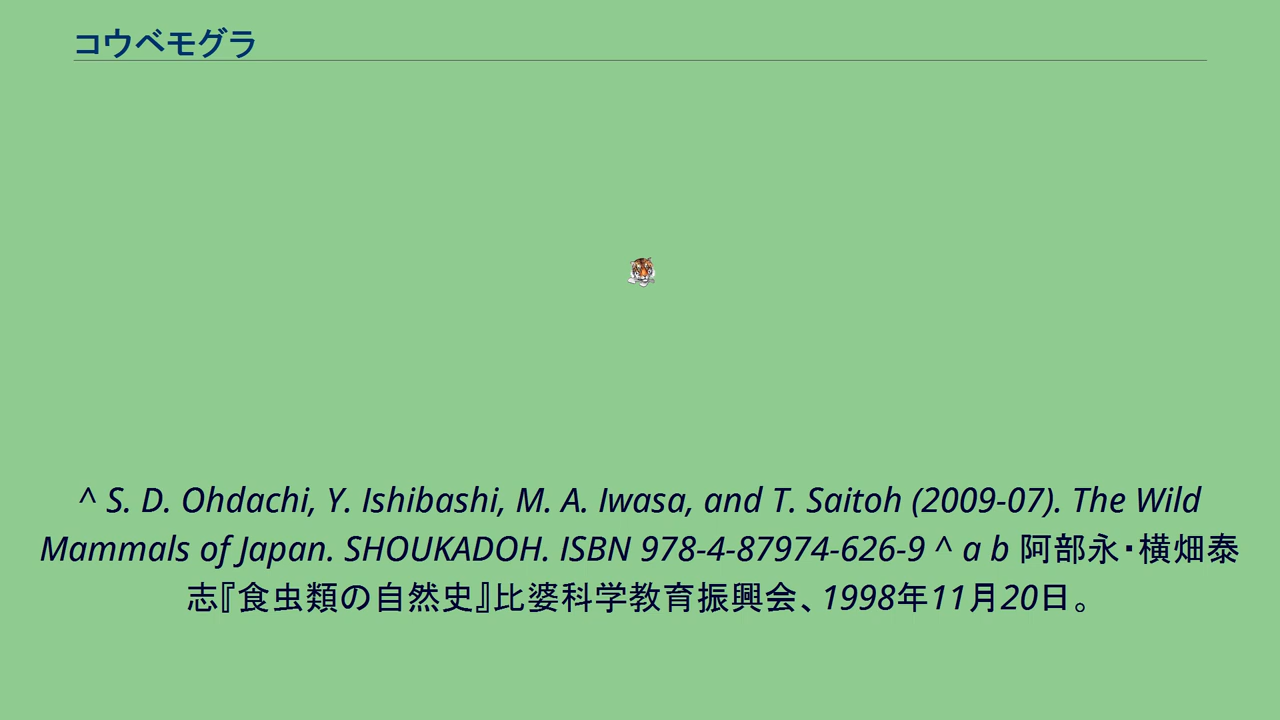 コウベモグラ
^ S. D. Ohdachi, Y. Ishibashi, M. A. Iwasa, and T. Saitoh (2009-07). The Wild
Mammals of Japan. SHOUKADOH. ISBN 978-4-87974-626-9 ^ a b 阿部永・横畑泰
志『食虫類の自然史』比婆科学教育振興会、1998年11月20日。